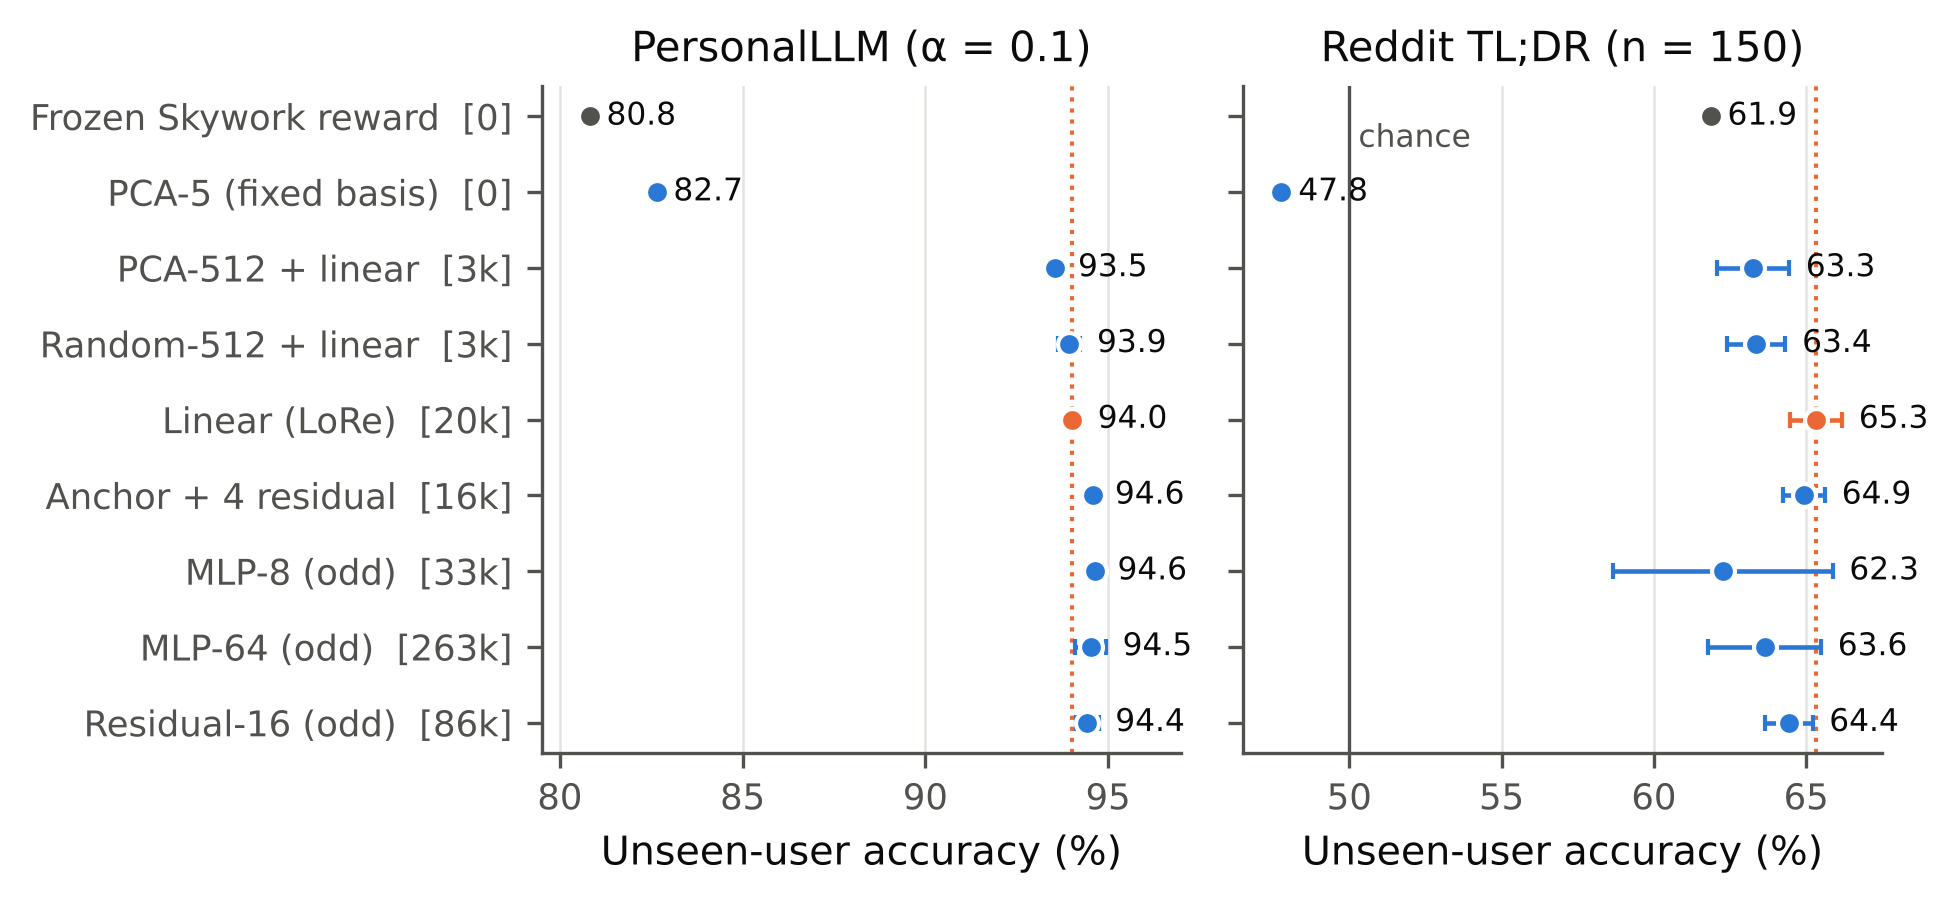 PersonalLLM (α = 0.1)
Reddit TL;DR (n = 150)
Frozen Skywork reward [0]
80.8
61.9
chance
PCA-5 (fixed basis) [0]
82.7
47.8
PCA-512 + linear [3k]
93.5
63.3
Random-512 + linear [3k]
93.9
63.4
Linear (LoRe) [20k]
94.0
65.3
Anchor + 4 residual [16k]
94.6
64.9
MLP-8 (odd) [33k]
94.6
62.3
MLP-64 (odd) [263k]
94.5
63.6
Residual-16 (odd) [86k]
94.4
64.4
80 85 90 95
50 55 60 65
Unseen-user accuracy (%)
Unseen-user accuracy (%)